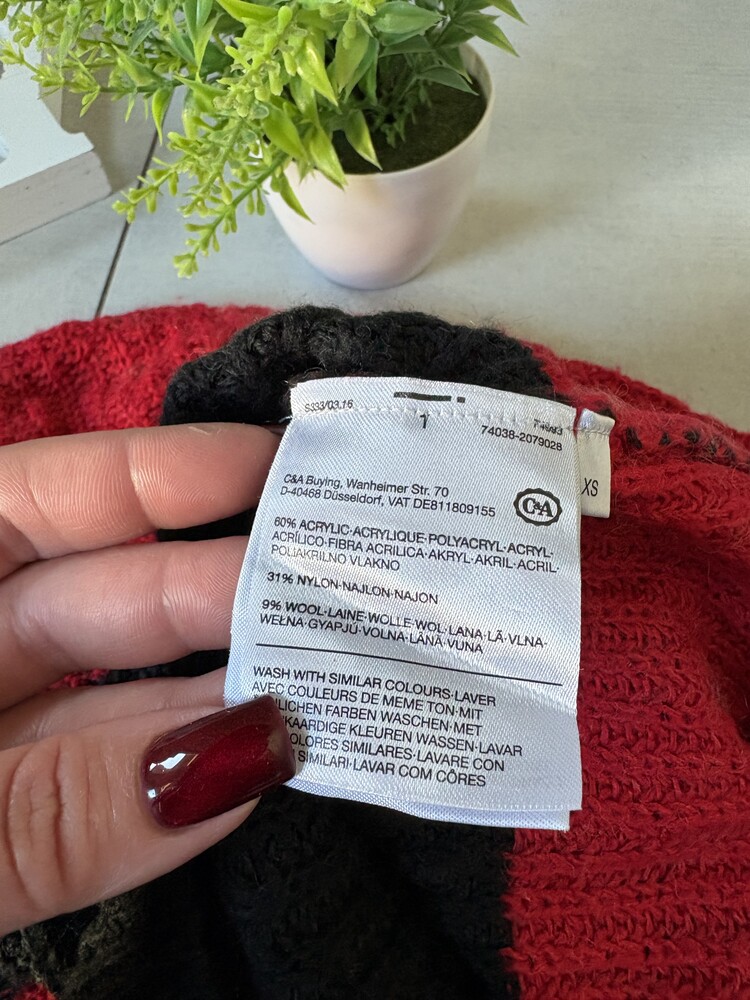 S393/03.16
1
74038-2079028
C&A Buying, Wanheimer Str. 70
D-40468 Düsseldorf, VAT DE811809155
C&A
XS
60% ACRYLIC·ACRYLIQUE·POLYACRYL·ACRYL·
ACRÍLICO·FIBRA ACRILICA·AKRYL·AKRIL·ACRIL·
POLIAKRILNO VLAKNO
31% NYLON·NAJLON·NAJON
9% WOOL·LAINE·WOLLE·WOL·LANA·LÃ·VLNA·
WEŁNA·GYAPJÚ·VOLNA·LÂNĂ VUNA
WASH WITH SIMILAR COLOURS·LAVER
AVEC COULEURS DE MEME TON·MIT
FARBEN WASCHEN·MET
KLEUREN WASSEN·LAVAR
SIMILARES·LAVARE CON
SIMILARI·LAVAR COM CÔRES